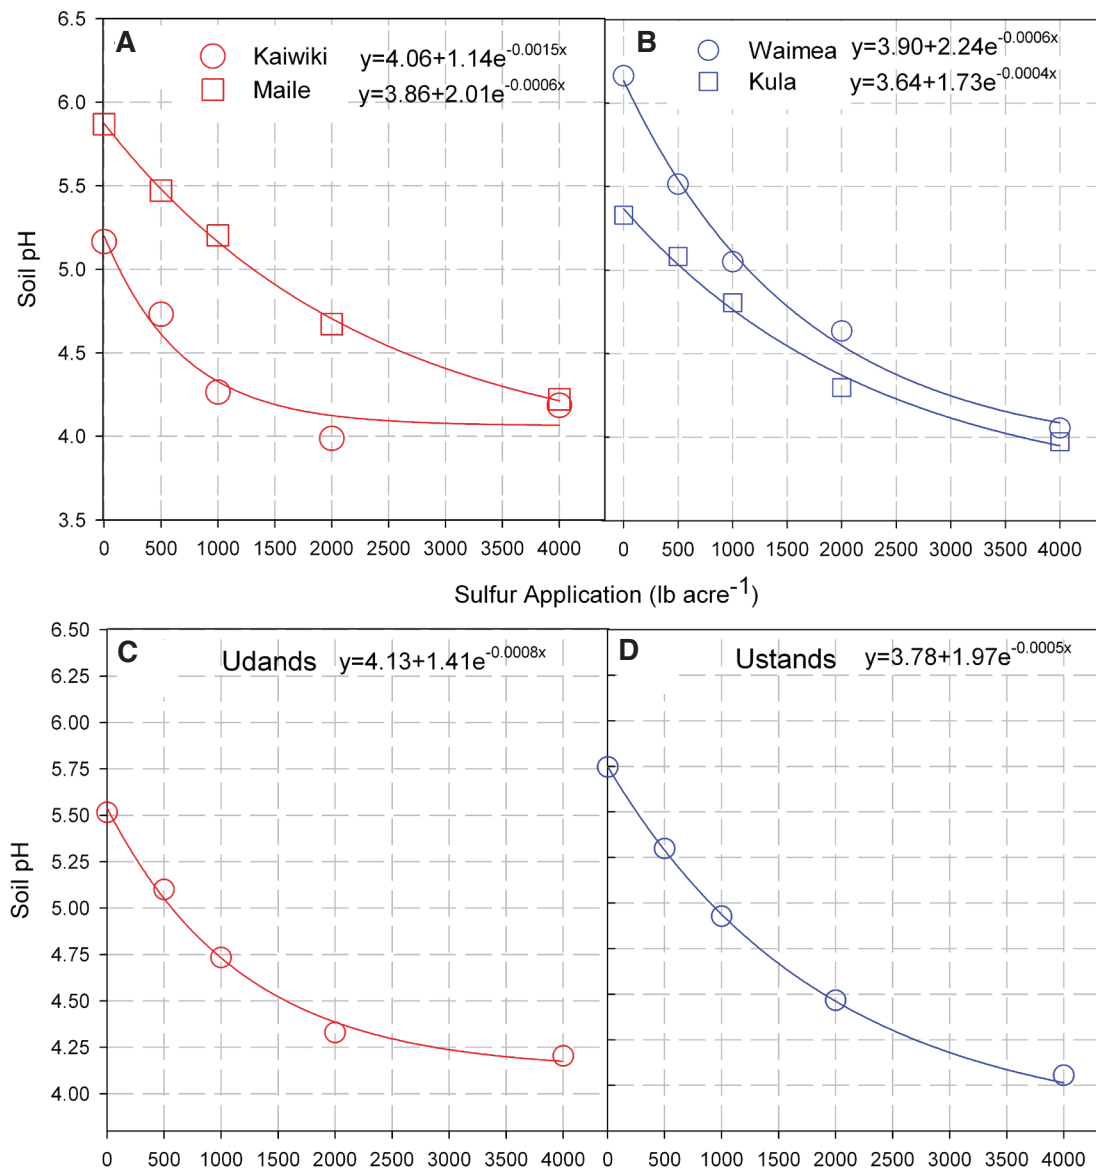 A
Kaiwiki y=4.06+1.14e^-0.0015x
Maile y=3.86+2.01e^-0.0006x
B
Waimea y=3.90+2.24e^-0.0006x
Kula y=3.64+1.73e^-0.0004x
6.5
6.0
5.5
5.0
4.5
4.0
3.5
Soil pH
0 500 1000 1500 2000 2500 3000 3500 4000
0 500 1000 1500 2000 2500 3000 3500 4000
Sulfur Application (lb acre^-1)
C
Udands y=4.13+1.41e^-0.0008x
D
Ustands y=3.78+1.97e^-0.0005x
6.50
6.25
6.00
5.75
5.50
5.25
5.00
4.75
4.50
4.25
4.00
Soil pH
0 500 1000 1500 2000 2500 3000 3500 4000
0 500 1000 1500 2000 2500 3000 3500 4000